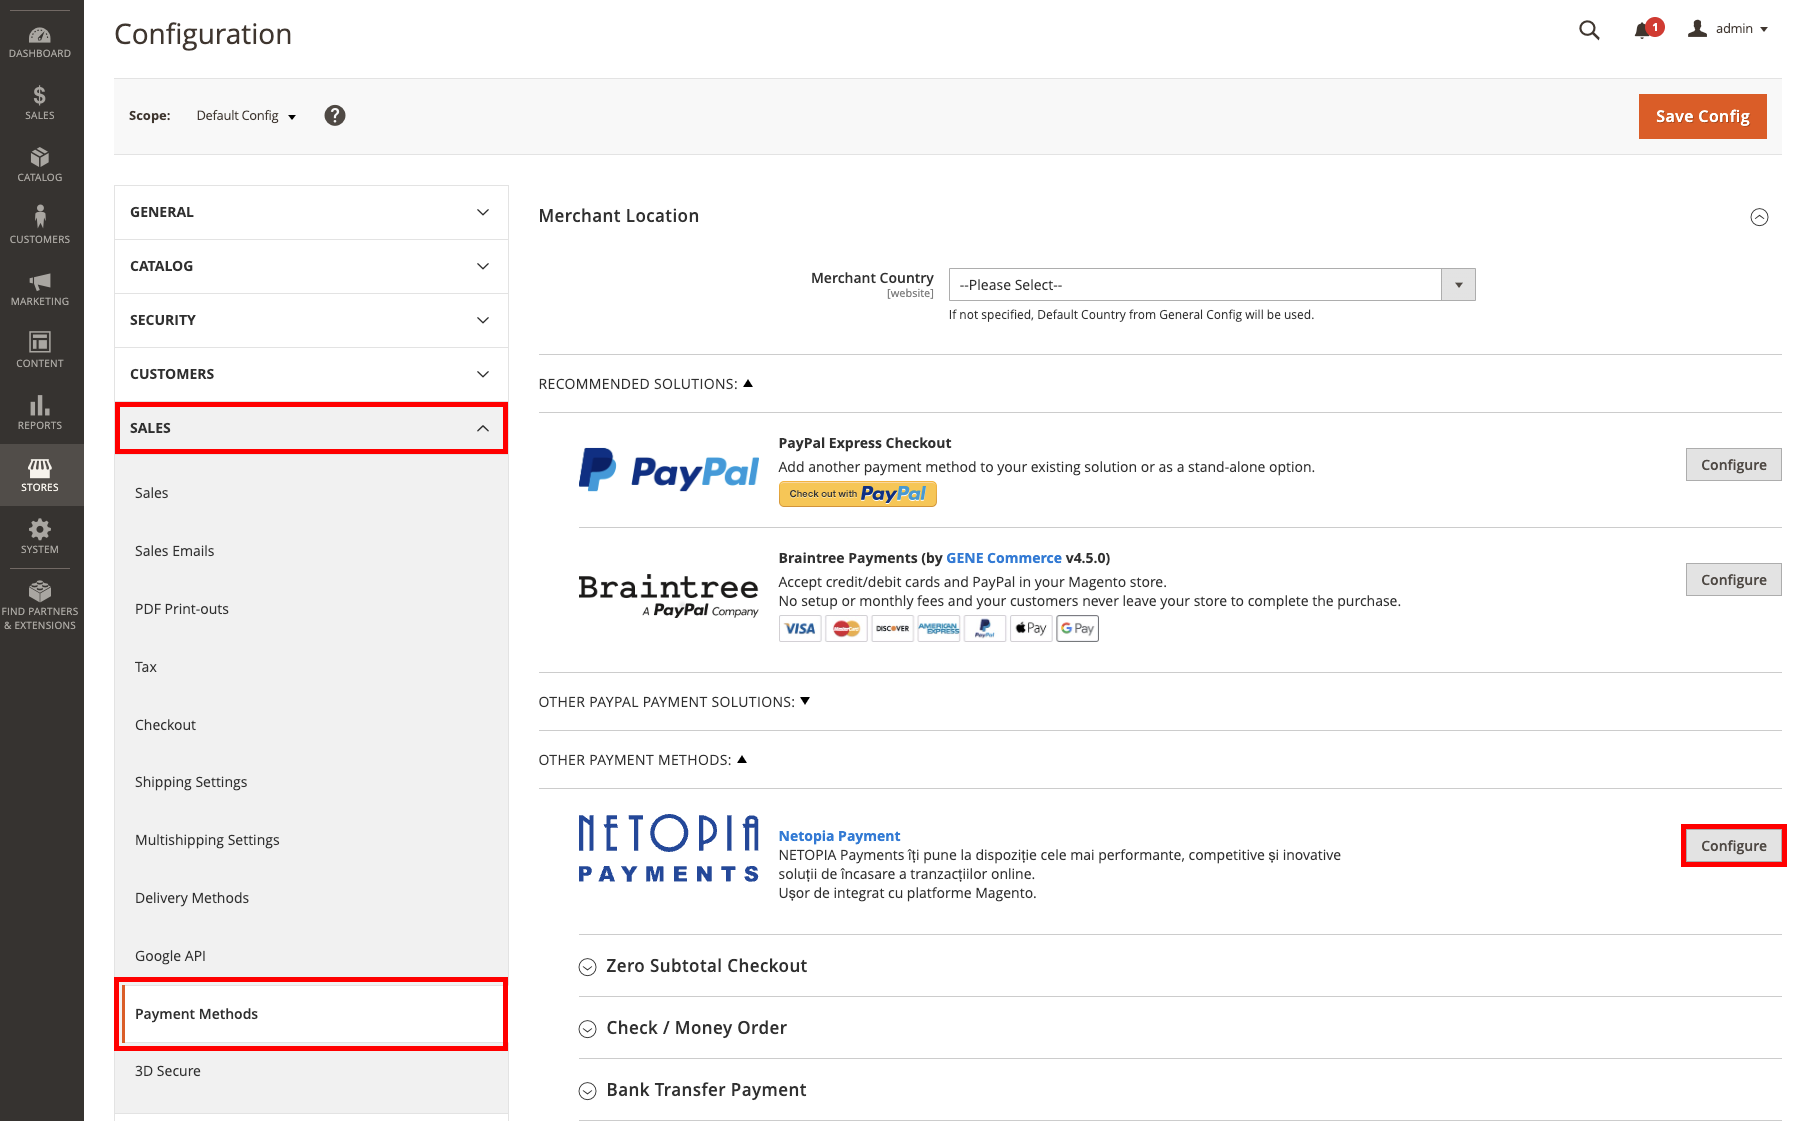 DASHBOARD
SALES
CATALOG
CUSTOMERS
MARKETING
CONTENT
REPORTS
STORES
SYSTEM
FIND PARTNERS
& EXTENSIONS
Configuration
1
admin
Scope:
Default Config
?
Save Config
GENERAL
CATALOG
SECURITY
CUSTOMERS
SALES
Sales
Sales Emails
PDF Print-outs
Tax
Checkout
Shipping Settings
Multishipping Settings
Delivery Methods
Google API
Payment Methods
3D Secure
Merchant Location
Merchant Country
[website]
--Please Select--
If not specified, Default Country from General Config will be used.
RECOMMENDED SOLUTIONS:
PayPal
PayPal Express Checkout
Add another payment method to your existing solution or as a stand-alone option.
Check out with PayPal
Configure
Braintree
A PayPal Company
Braintree Payments (by GENE Commerce v4.5.0)
Accept credit/debit cards and PayPal in your Magento store.
No setup or monthly fees and your customers never leave your store to complete the purchase.
VISA MasterCard DISCOVER AMERICAN EXPRESS PayPal Pay G Pay
Configure
OTHER PAYPAL PAYMENT SOLUTIONS:
OTHER PAYMENT METHODS:
NETOPIA
PAYMENTS
Netopia Payment
NETOPIA Payments îți pune la dispoziție cele mai performante, competitive și inovative
soluții de încasare a tranzacțiilor online.
Ușor de integrat cu platforme Magento.
Configure
Zero Subtotal Checkout
Check / Money Order
Bank Transfer Payment